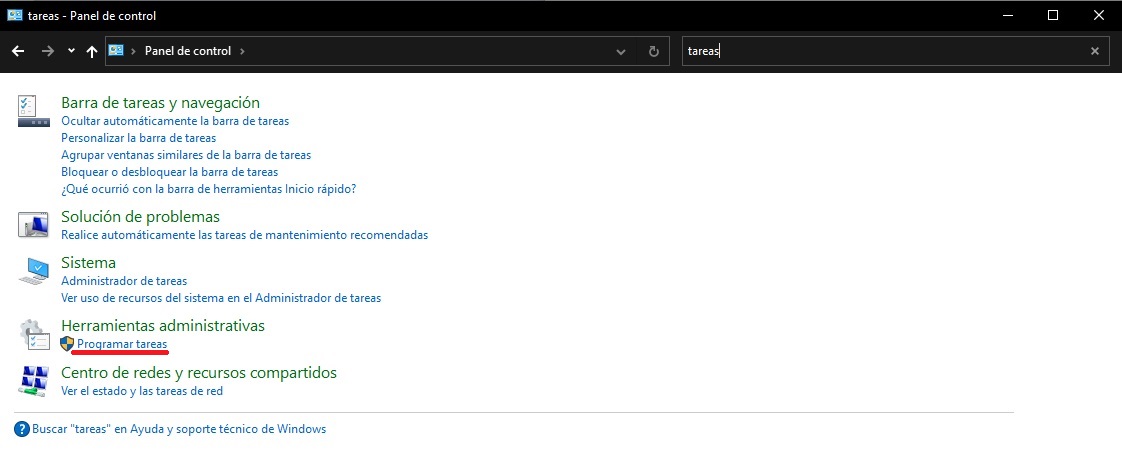 tareas - Panel de control
Panel de control
tareas
Barra de tareas y navegación
Ocultar automáticamente la barra de tareas
Personalizar la barra de tareas
Agrupar ventanas similares de la barra de tareas
Bloquear o desbloquear la barra de tareas
¿Qué ocurrió con la barra de herramientas Inicio rápido?
Solución de problemas
Realice automáticamente las tareas de mantenimiento recomendadas
Sistema
Administrador de tareas
Ver uso de recursos del sistema en el Administrador de tareas
Herramientas administrativas
Programar tareas
Centro de redes y recursos compartidos
Ver el estado y las tareas de red
? Buscar "tareas" en Ayuda y soporte técnico de Windows